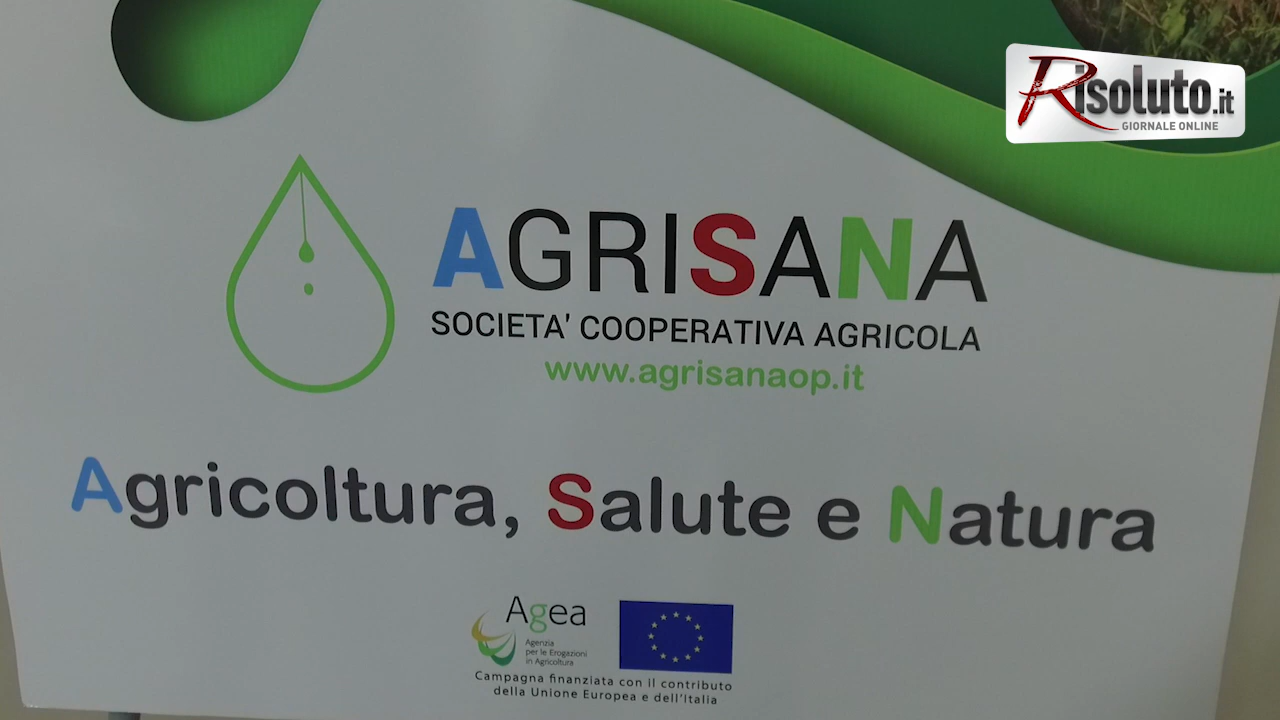 Risoluto.it
GIORNALE ONLINE
AGRISANA
SOCIETA' COOPERATIVA AGRICOLA
www.agrisanaop.it
Agricoltura, Salute e Natura
Agea
Agenzia
per le Erogazioni
in Agricoltura
Campagna finanziata con il contributo
della Unione Europea e dell'Italia